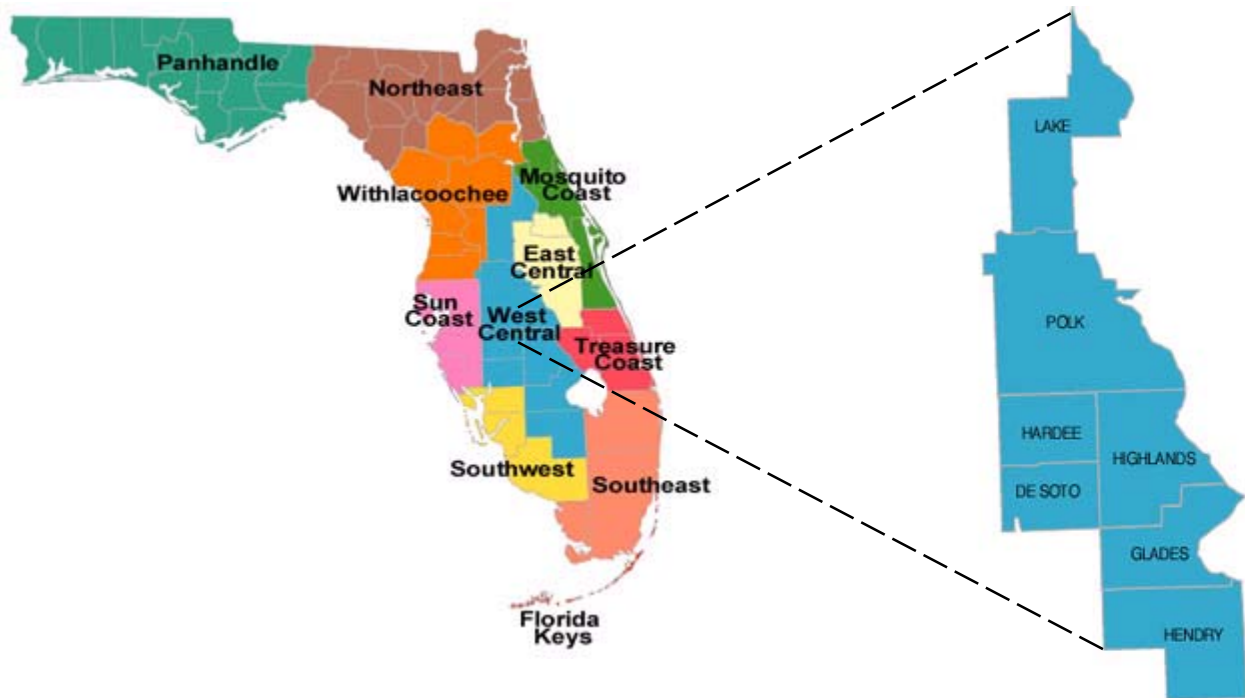 Panhandle
Northeast
Mosquito
Coast
Withlacoochee
East
Central
Sun
Coast
West
Central
Treasure
Coast
Southwest
Southeast
Florida
Keys
LAKE
POLK
HARDEE
HIGHLANDS
DE SOTO
GLADES
HENDRY